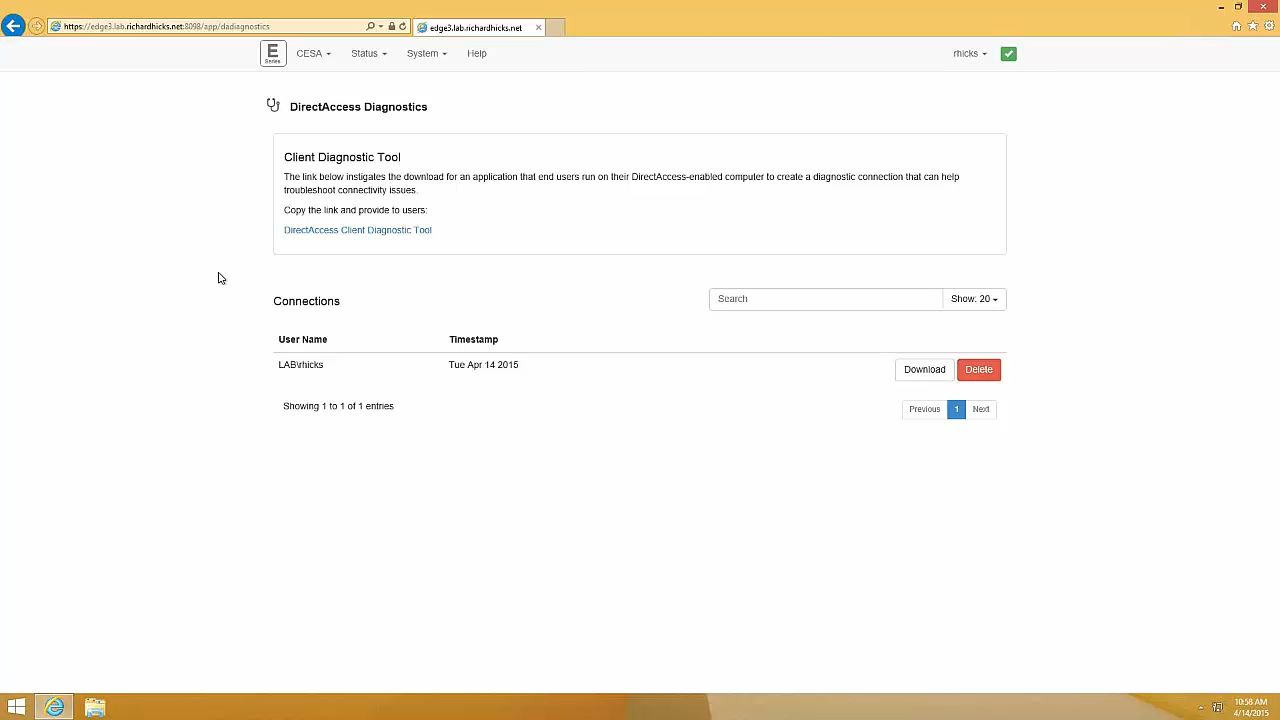 https://edge3.lab.richardhicks.net:8098/app/dadiagnostics
edge3.lab.richardhicks.net
E
Series
CESA
Status
System
Help
rhicks
DirectAccess Diagnostics
Client Diagnostic Tool
The link below instigates the download for an application that end users run on their DirectAccess-enabled computer to create a diagnostic connection that can help
troubleshoot connectivity issues.
Copy the link and provide to users:
DirectAccess Client Diagnostic Tool
Connections
Search
Show: 20
User Name
Timestamp
LAB\rhicks
Tue Apr 14 2015
Download
Delete
Showing 1 to 1 of 1 entries
Previous
1
Next
10:58 AM
4/14/2015